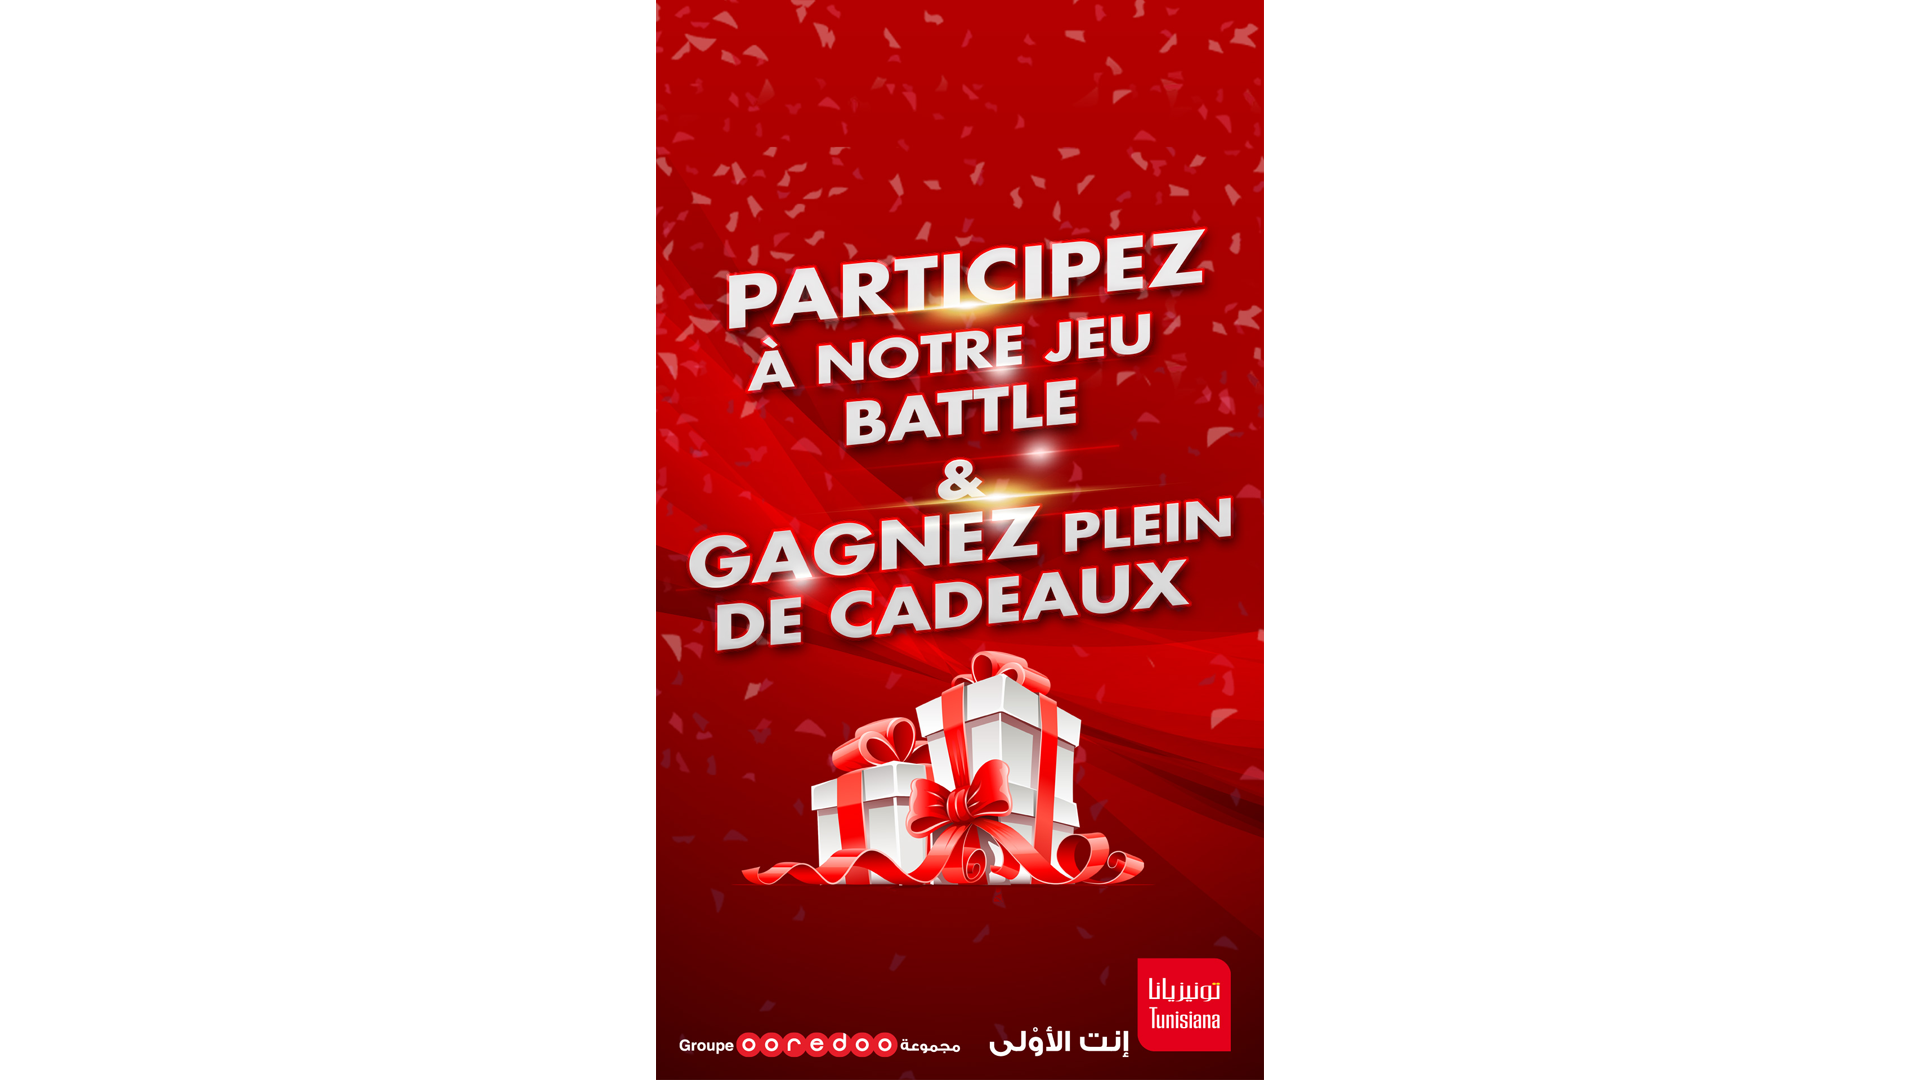 PARTICIPEZ
À NOTRE JEU
BATTLE
&
GAGNEZ PLEIN
DE CADEAUX
تونيزيانا
Tunisiana
إنت الأوْلى
Groupe ooredoo مجموعة